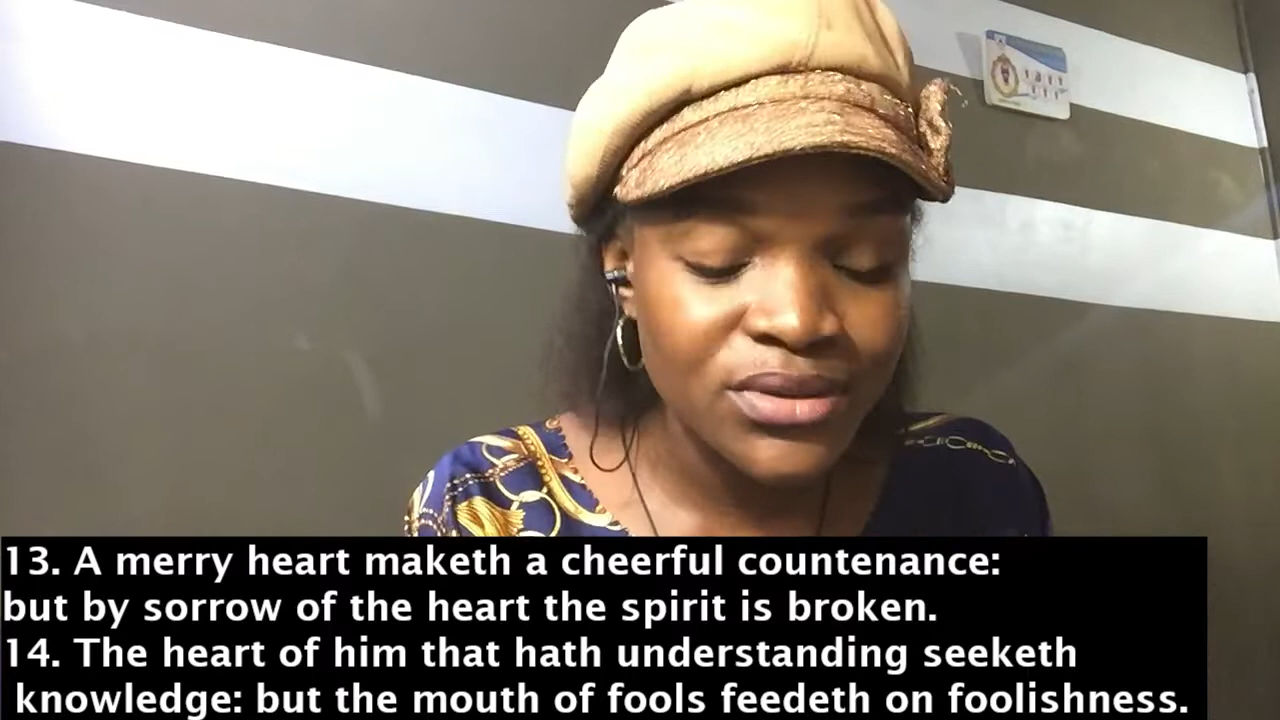 13. A merry heart maketh a cheerful countenance:
but by sorrow of the heart the spirit is broken.
14. The heart of him that hath understanding seeketh
knowledge: but the mouth of fools feedeth on foolishness.